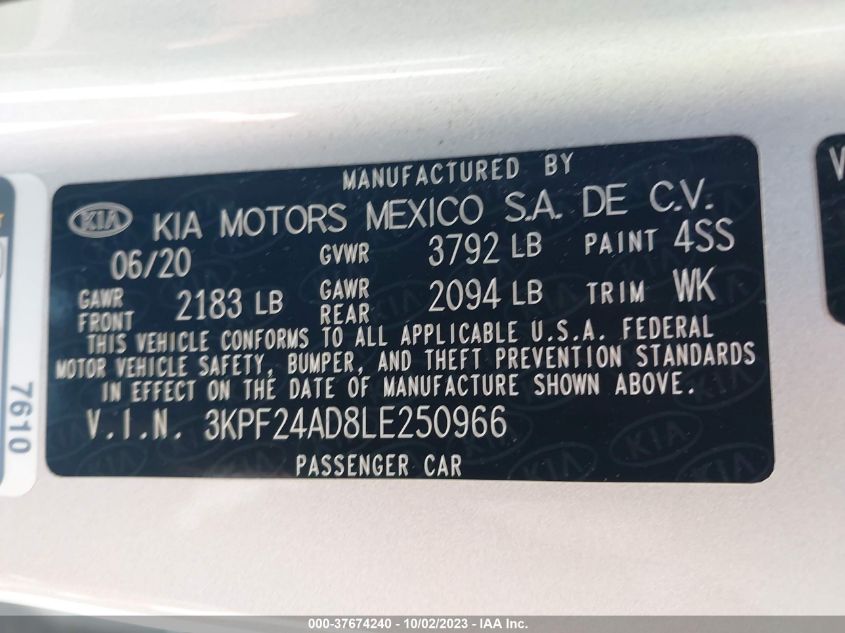 MANUFACTURED BY
KIA KIA MOTORS MEXICO S.A. DE C.V.
06/20 GVWR 3792 LB PAINT 4SS
GAWR FRONT 2183 LB GAWR REAR 2094 LB TRIM WK
THIS VEHICLE CONFORMS TO ALL APPLICABLE U.S.A. FEDERAL
MOTOR VEHICLE SAFETY, BUMPER, AND THEFT PREVENTION STANDARDS
IN EFFECT ON THE DATE OF MANUFACTURE SHOWN ABOVE.
V.I.N. 3KPF24AD8LE250966
PASSENGER CAR
7610
V
000-37674240 - 10/02/2023 - IAA Inc.